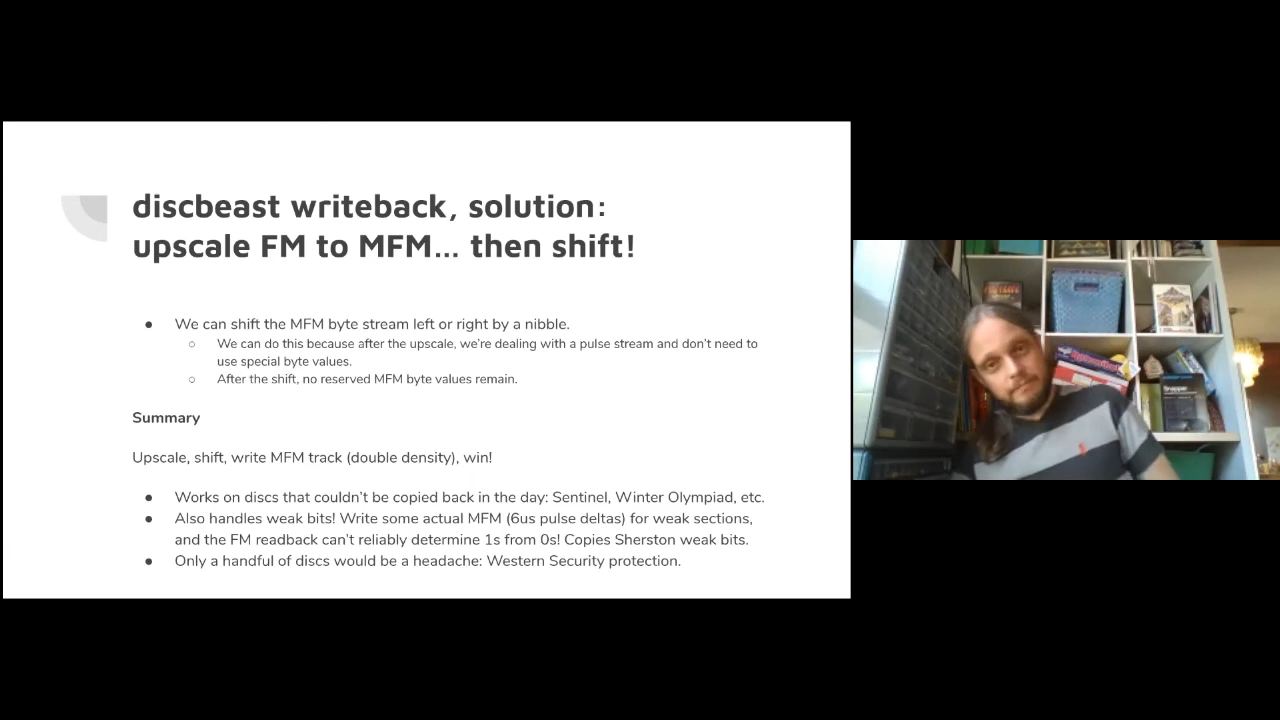 discbeast writeback, solution:
upscale FM to MFM... then shift!
● We can shift the MFM byte stream left or right by a nibble.
○ We can do this because after the upscale, we're dealing with a pulse stream and don't need to
use special byte values.
○ After the shift, no reserved MFM byte values remain.
Summary
Upscale, shift, write MFM track (double density), win!
● Works on discs that couldn't be copied back in the day: Sentinel, Winter Olympiad, etc.
● Also handles weak bits! Write some actual MFM (6us pulse deltas) for weak sections,
and the FM readback can't reliably determine 1s from 0s! Copies Sherston weak bits.
● Only a handful of discs would be a headache: Western Security protection.